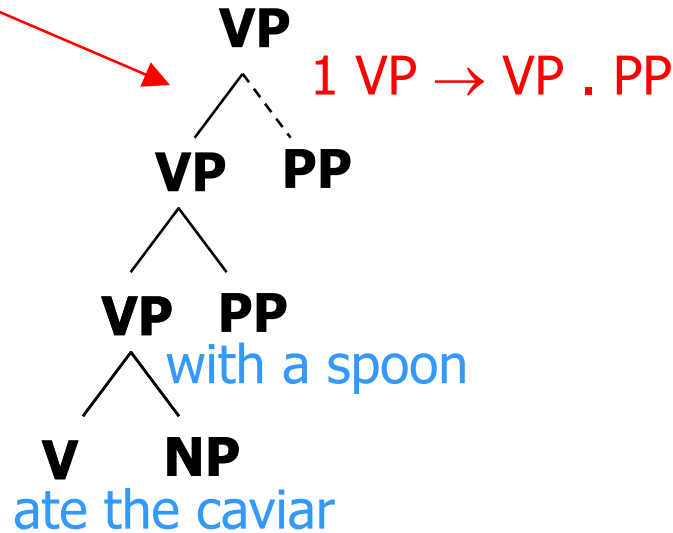 VP
1 VP → VP . PP
VP PP
VP PP
with a spoon
V NP
ate the caviar